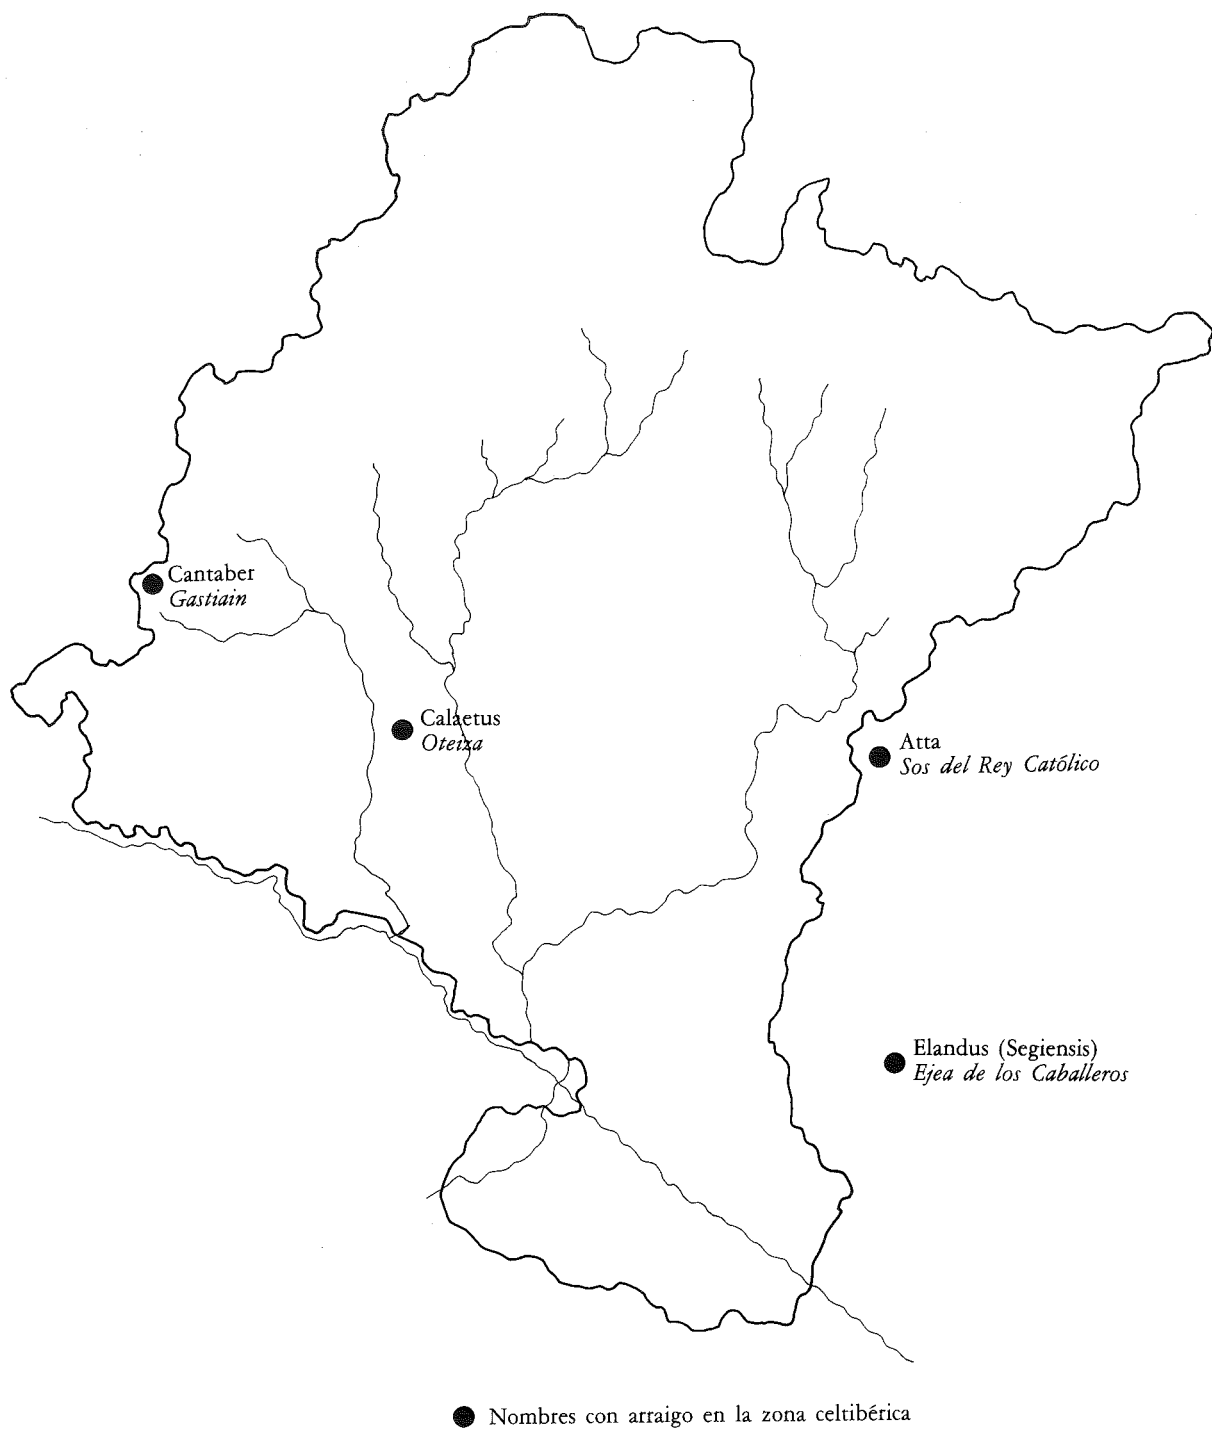 Cantaber
Gastiain
Calaetus
Oteiza
Atta
Sos del Rey Católico
Elandus (Segiensis)
Ejea de los Caballeros
Nombres con arraigo en la zona celtibérica